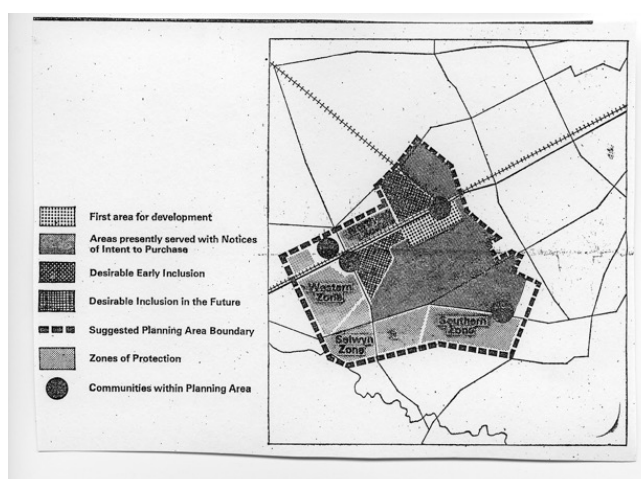 First area for development
Areas presently served with Notices
of Intent to Purchase
Desirable Early Inclusion
Desirable Inclusion in the Future
Suggested Planning Area Boundary
Zones of Protection
Communities within Planning Area
Western
Zone
Selwyn
Zone
Southern
Zone